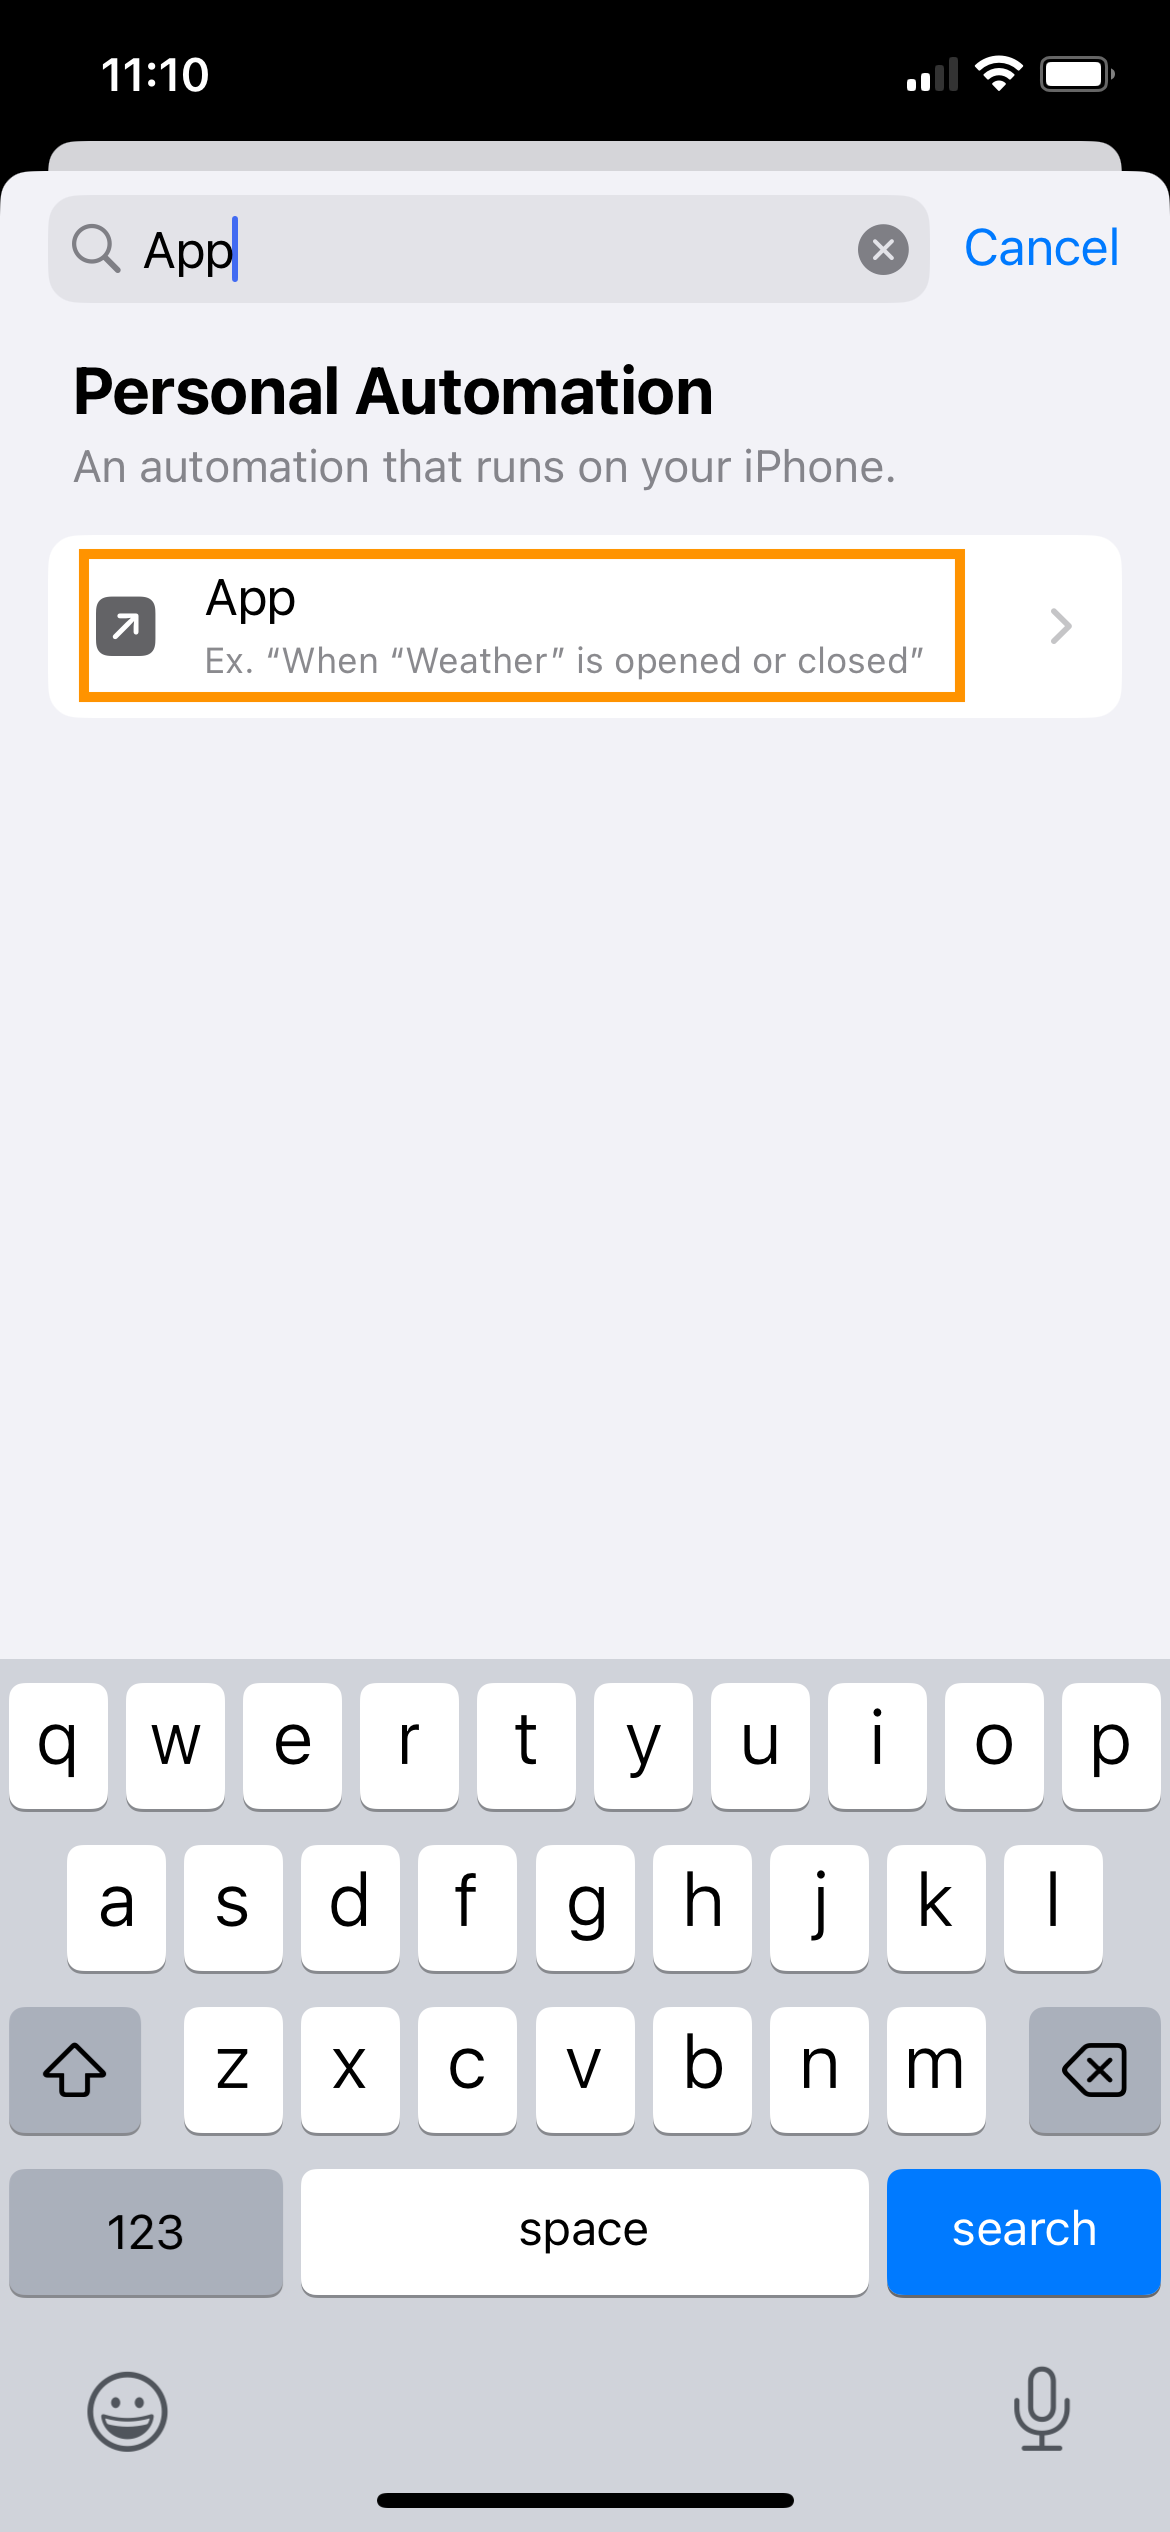 11:10
App
Cancel
Personal Automation
An automation that runs on your iPhone.
App
Ex. “When “Weather” is opened or closed”
q w e r t y u i o p
a s d f g h j k l
z x c v b n m
123 space search